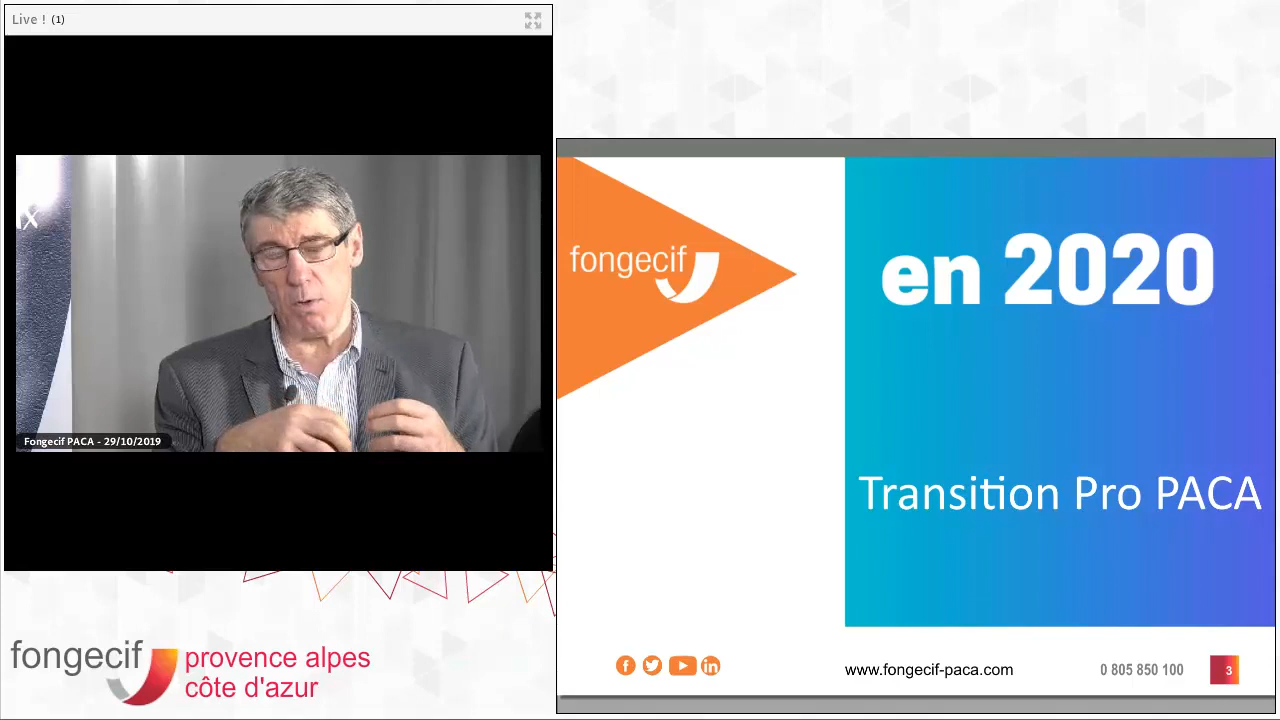 Live ! (1)
Fongecif PACA - 29/10/2019
fongecif
provence alpes
côte d'azur
fongecif
en 2020
Transition Pro PACA
www.fongecif-paca.com
0 805 850 100
3